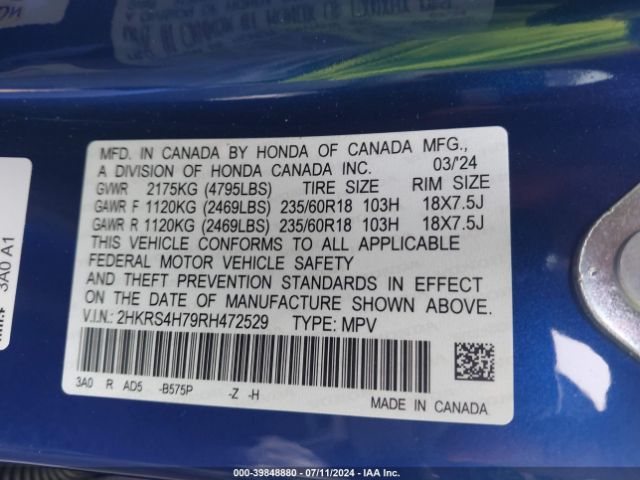 MFD. IN CANADA BY HONDA OF CANADA MFG.,
A DIVISION OF HONDA CANADA INC. 03/'24
GVWR 2175KG (4795LBS) TIRE SIZE RIM SIZE
GAWR F 1120KG (2469LBS) 235/60R18 103H 18X7.5J
GAWR R 1120KG (2469LBS) 235/60R18 103H 18X7.5J
THIS VEHICLE CONFORMS TO ALL APPLICABLE
FEDERAL MOTOR VEHICLE SAFETY
AND THEFT PREVENTION STANDARDS IN EFFECT
ON THE DATE OF MANUFACTURE SHOWN ABOVE.
V.I.N.: 2HKRS4H79RH472529 TYPE: MPV
3A0 R AD5 -B575P -Z -H
MADE IN CANADA
3A0 A1
000-39848880 - 07/11/2024 - IAA Inc.